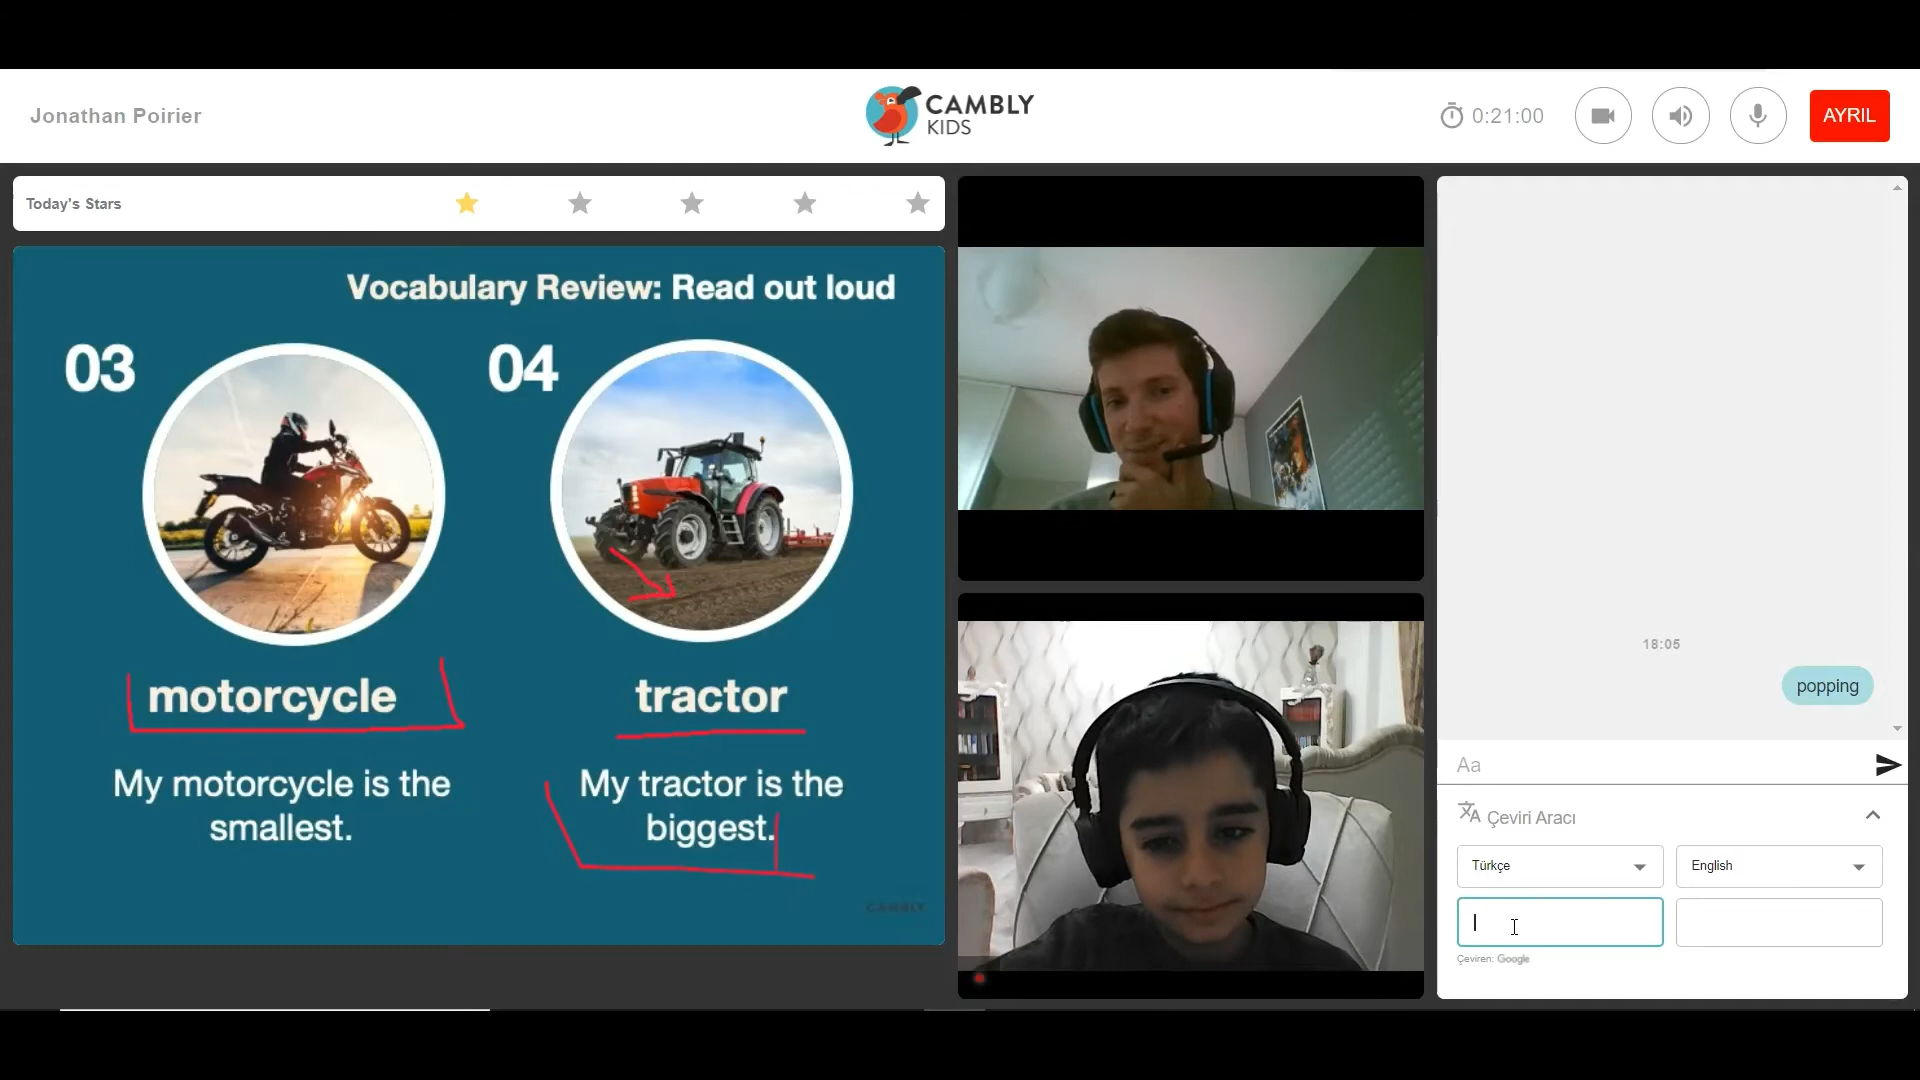 Jonathan Poirier
CAMBLY
KIDS
0:21:00
AYRIL
Today's Stars
Vocabulary Review: Read out loud
03
04
motorcycle
tractor
My motorcycle is the
smallest.
My tractor is the
biggest.
CAMBLY
18:05
popping
Aa
Çeviri Aracı
Türkçe
English
Çeviren: Google